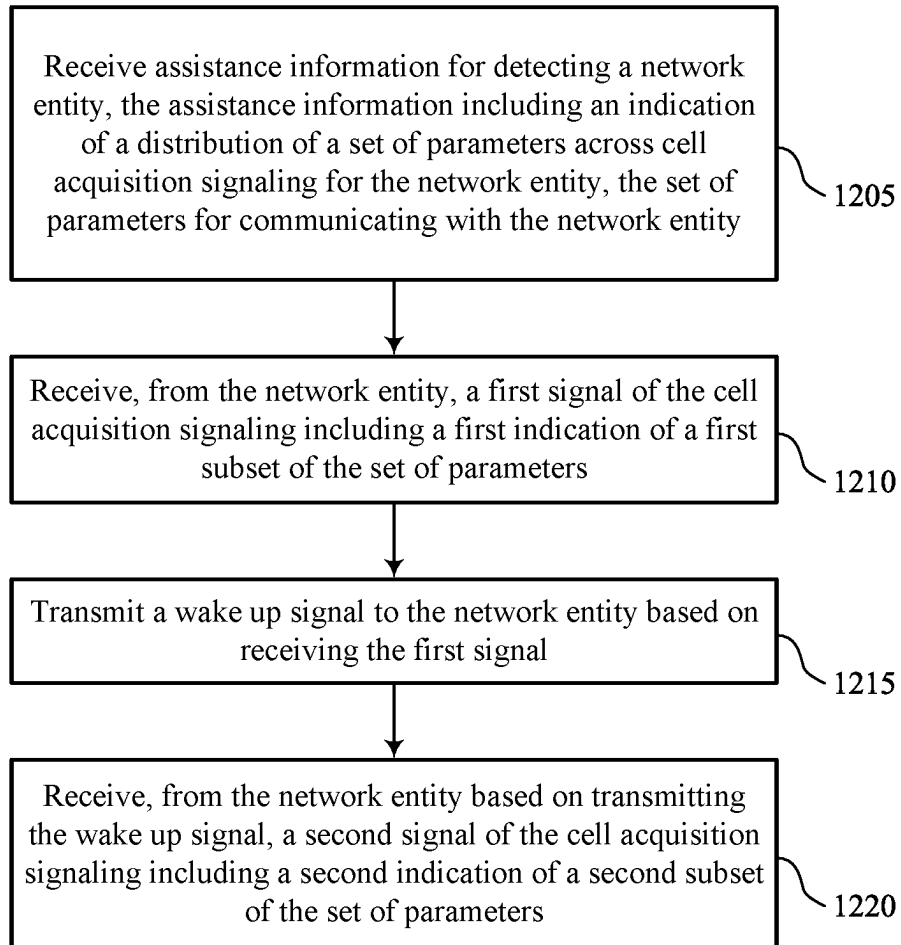 Receive assistance information for detecting a network
entity, the assistance information including an indication
of a distribution of a set of parameters across cell
acquisition signaling for the network entity, the set of
parameters for communicating with the network entity
1205
Receive, from the network entity, a first signal of the cell
acquisition signaling including a first indication of a first
subset of the set of parameters
1210
Transmit a wake up signal to the network entity based on
receiving the first signal
1215
Receive, from the network entity based on transmitting
the wake up signal, a second signal of the cell acquisition
signaling including a second indication of a second subset
of the set of parameters
1220